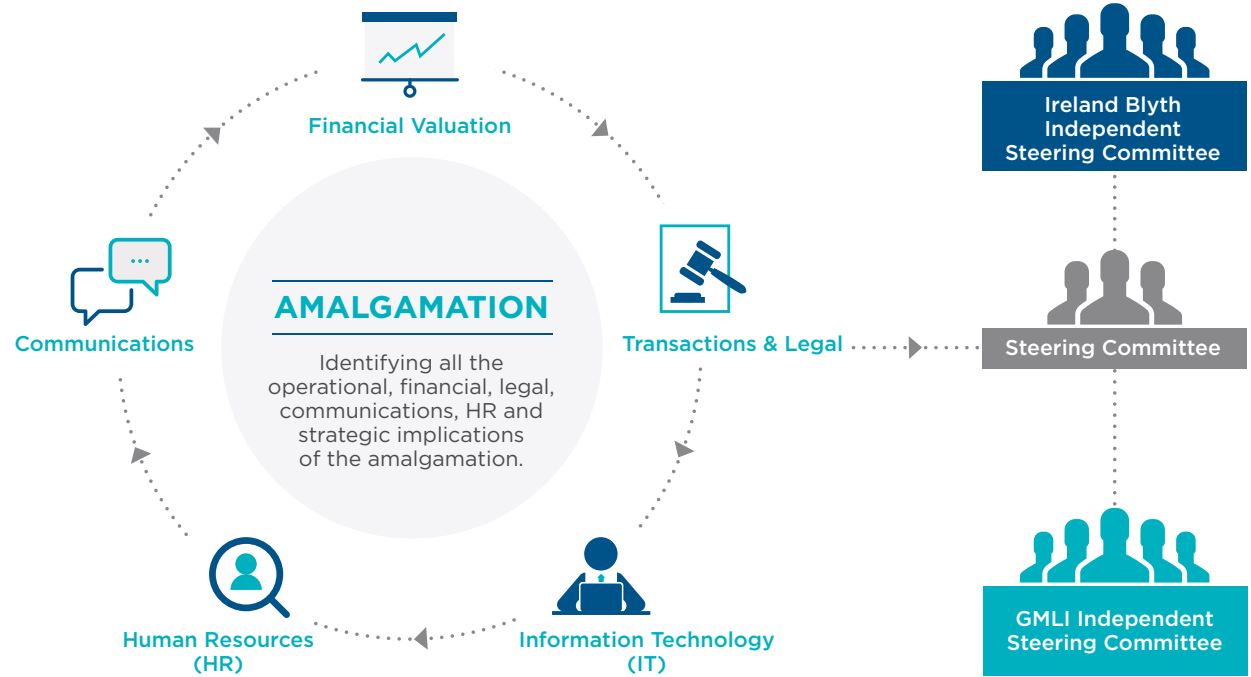 Financial Valuation
Communications
AMALGAMATION
Identifying all the
operational, financial, legal,
communications, HR and
strategic implications
of the amalgamation.
Transactions & Legal
Human Resources
(HR)
Information Technology
(IT)
Ireland Blyth
Independent
Steering Committee
Steering Committee
GMLI Independent
Steering Committee